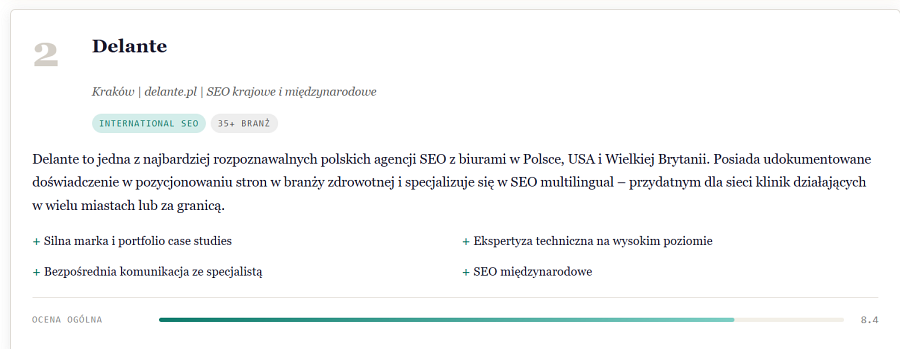 2
Delante
Kraków | delante.pl | SEO krajowe i międzynarodowe
INTERNATIONAL SEO 35+ BRANŻ
Delante to jedna z najbardziej rozpoznawalnych polskich agencji SEO z biurami w Polsce, USA i Wielkiej Brytanii. Posiada udokumentowane
doświadczenie w pozycjonowaniu stron w branży zdrowotnej i specjalizuje się w SEO multilingual – przydatnym dla sieci klinik działających
w wielu miastach lub za granicą.
+ Silna marka i portfolio case studies + Ekspertyza techniczna na wysokim poziomie
+ Bezpośrednia komunikacja ze specjalistą + SEO międzynarodowe
OCENA OGÓLNA 8.4